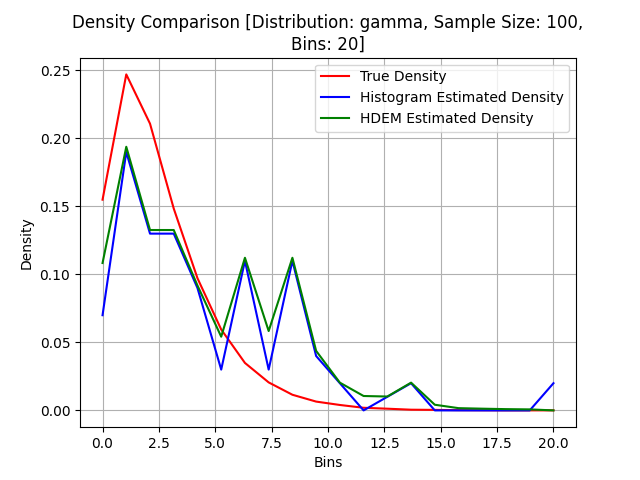 Density Comparison [Distribution: gamma, Sample Size: 100,
Bins: 20]
True Density
Histogram Estimated Density
HDEM Estimated Density
Density
0.25
0.20
0.15
0.10
0.05
0.00
0.0 2.5 5.0 7.5 10.0 12.5 15.0 17.5 20.0
Bins